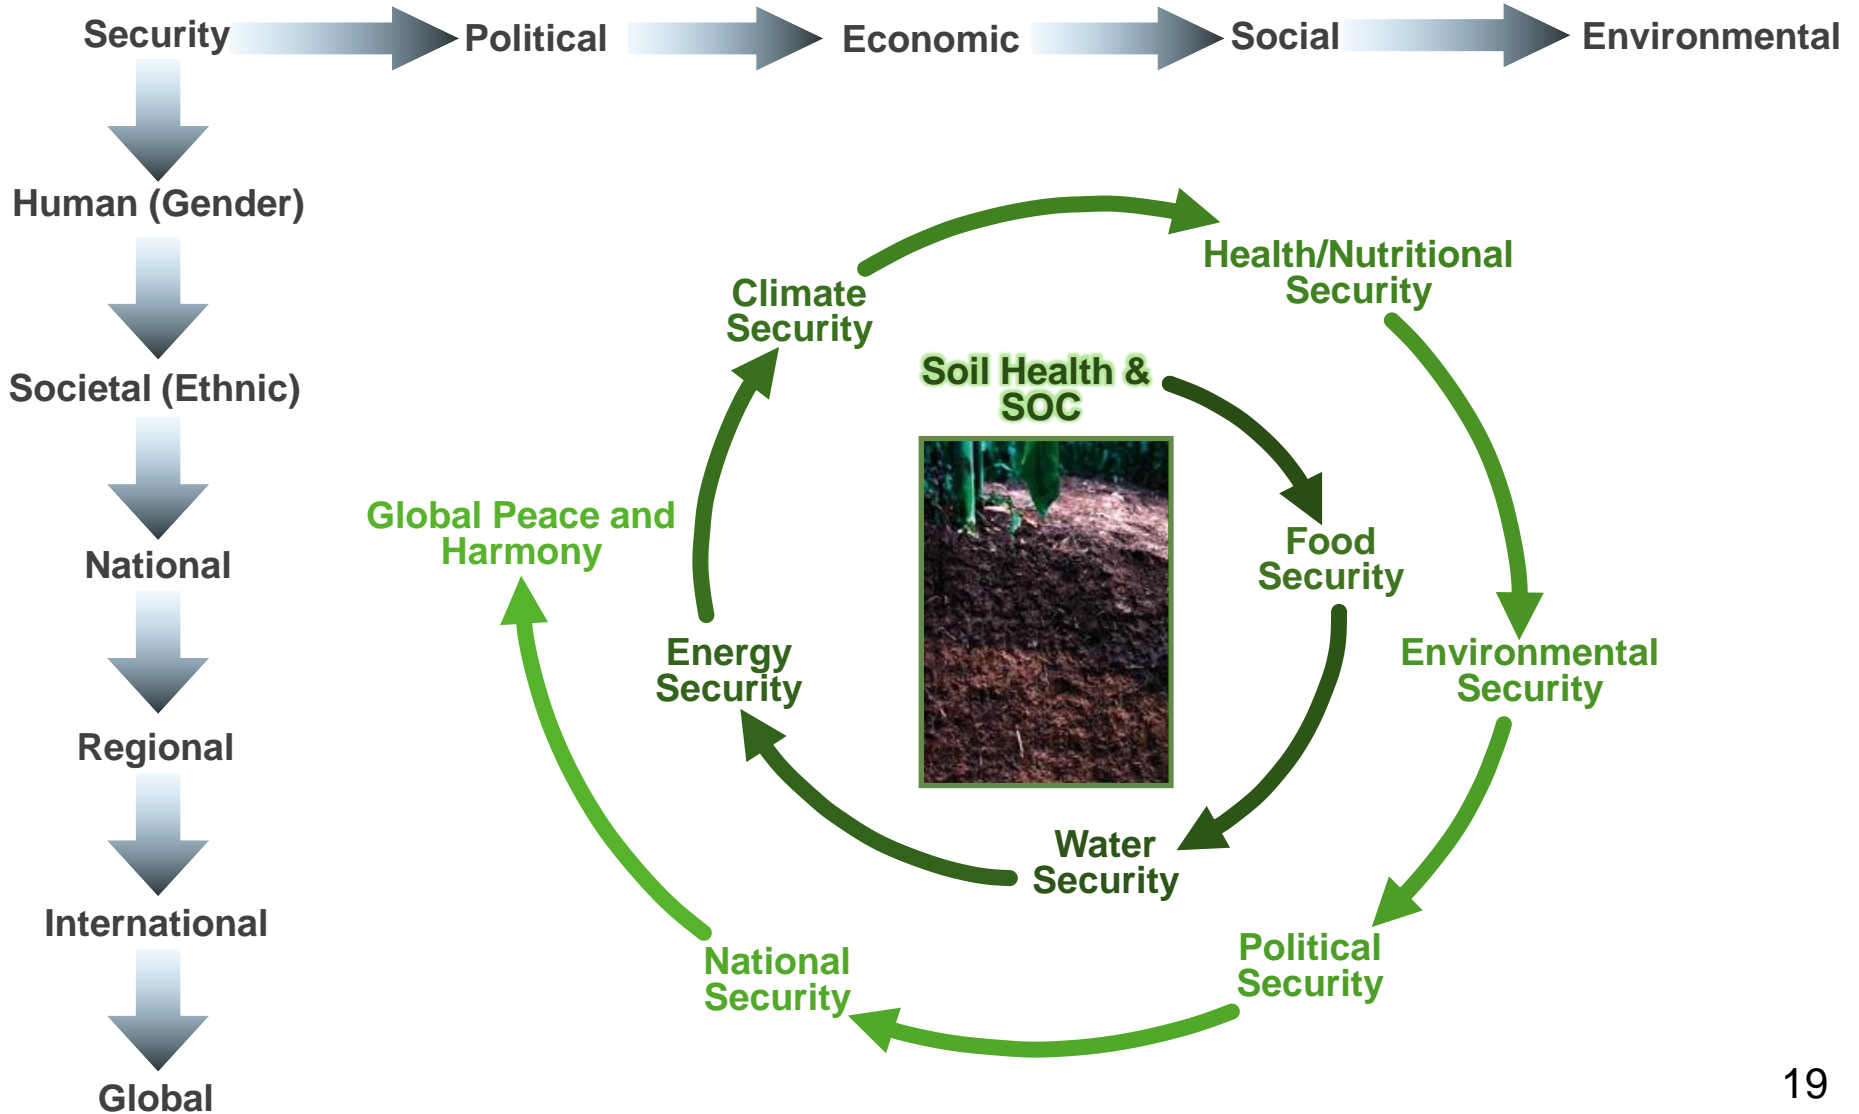 Security
Political
Economic
Social
Environmental
Human (Gender)
Societal (Ethnic)
National
Regional
International
Global
Soil Health &
SOC
Food
Security
Water
Security
Energy
Security
Climate
Security
Health/Nutritional
Security
Environmental
Security
Political
Security
National
Security
Global Peace and
Harmony
19